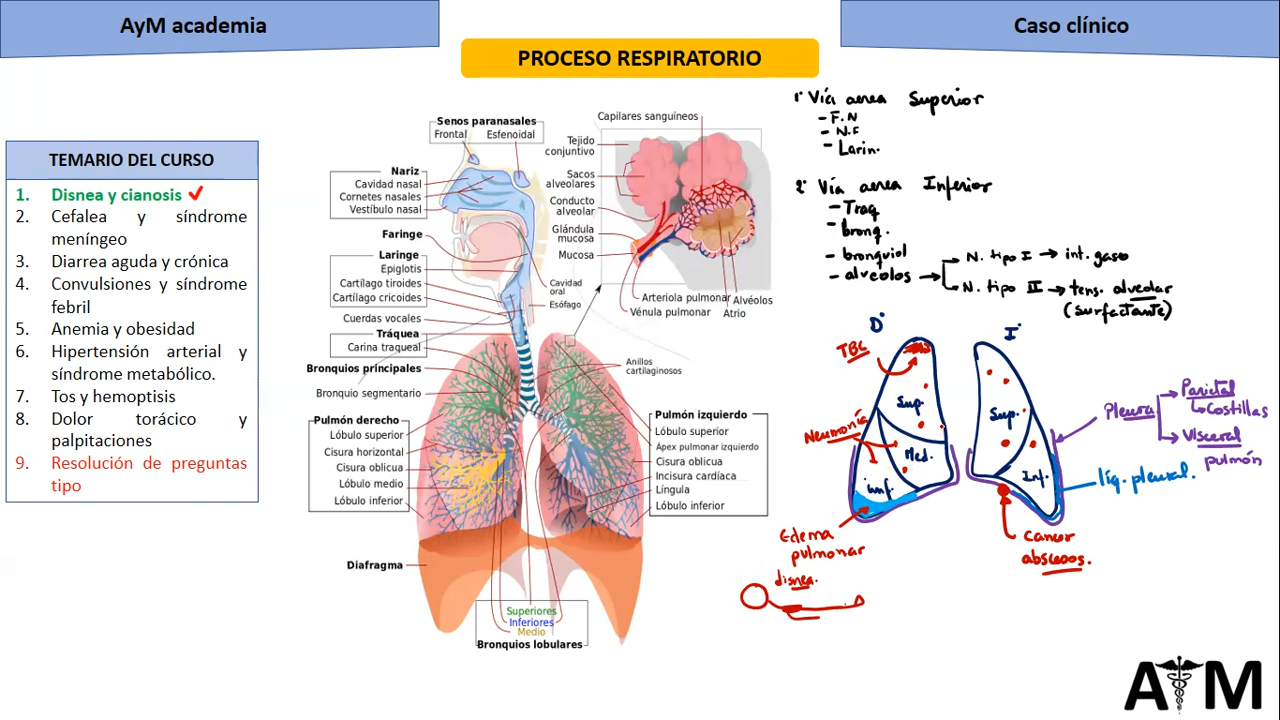 AyM academia
Caso clínico
PROCESO RESPIRATORIO
TEMARIO DEL CURSO
1. Disnea y cianosis
2. Cefalea y síndrome
meníngeo
3. Diarrea aguda y crónica
4. Convulsiones y síndrome
febril
5. Anemia y obesidad
6. Hipertensión arterial y
síndrome metabólico.
7. Tos y hemoptisis
8. Dolor torácico y
palpitaciones
9. Resolución de preguntas
tipo
Senos paranasales
Frontal
Esfenoidal
Nariz
Cavidad nasal
Cornetes nasales
Vestíbulo nasal
Faringe
Laringe
Epiglotis
Cartílago tiroides
Cartílago cricoides
Cuerdas vocales
Tráquea
Carina traqueal
Bronquios príncipales
Bronquio segmentario
Pulmón derecho
Lóbulo superior
Cisura horizontal
Cisura oblicua
Lóbulo medio
Lóbulo inferior
Diafragma
Capilares sanguíneos
Tejido
conjuntivo
Sacos
alveolares
Conducto
alveolar
Glándula
mucosa
Mucosa
Arteriola pulmonar
Vénula pulmonar
Alvéolos
Atrio
Cavidad
oral
Esófago
Anillos
cartilaginosos
Pulmón izquierdo
Lóbulo superior
Ápex pulmonar izquierdo
Cisura oblicua
Incisura cardíaca
Língula
Lóbulo inferior
Superiores
Inferiores
Medio
Bronquios lobulares
1° Vía aerea Superior
- F.N
- N.F
- Larin.
2° Vía aerea Inferior
- Traq
- bronq.
- bronquiol
- alveolos
N. tipo I → int. gaso
N. tipo II → tens. alveolar
(surfactante)
D°
I°
TBC
Sup.
Med.
inf.
Sup.
Inf.
Neumonía
Pleura
Parietal
Costillas
Visceral
pulmón
líq. pleural.
Edema
pulmonar
disnea.
Cancer
abscesos.
AM